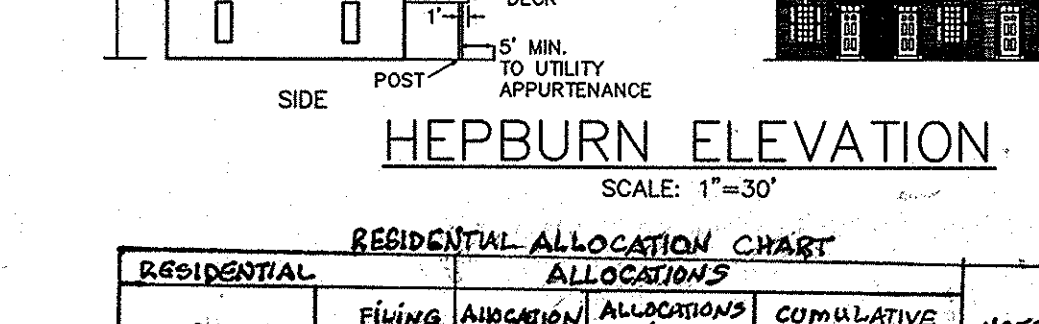 DECK
1'
5' MIN.
TO UTILITY
APPURTENANCE
POST
SIDE
HEPBURN ELEVATION
SCALE: 1"=30'
RESIDENTIAL ALLOCATION CHART
RESIDENTIAL ALLOCATIONS
FILING ALLOCATION ALLOCATIONS CUMULATIVE